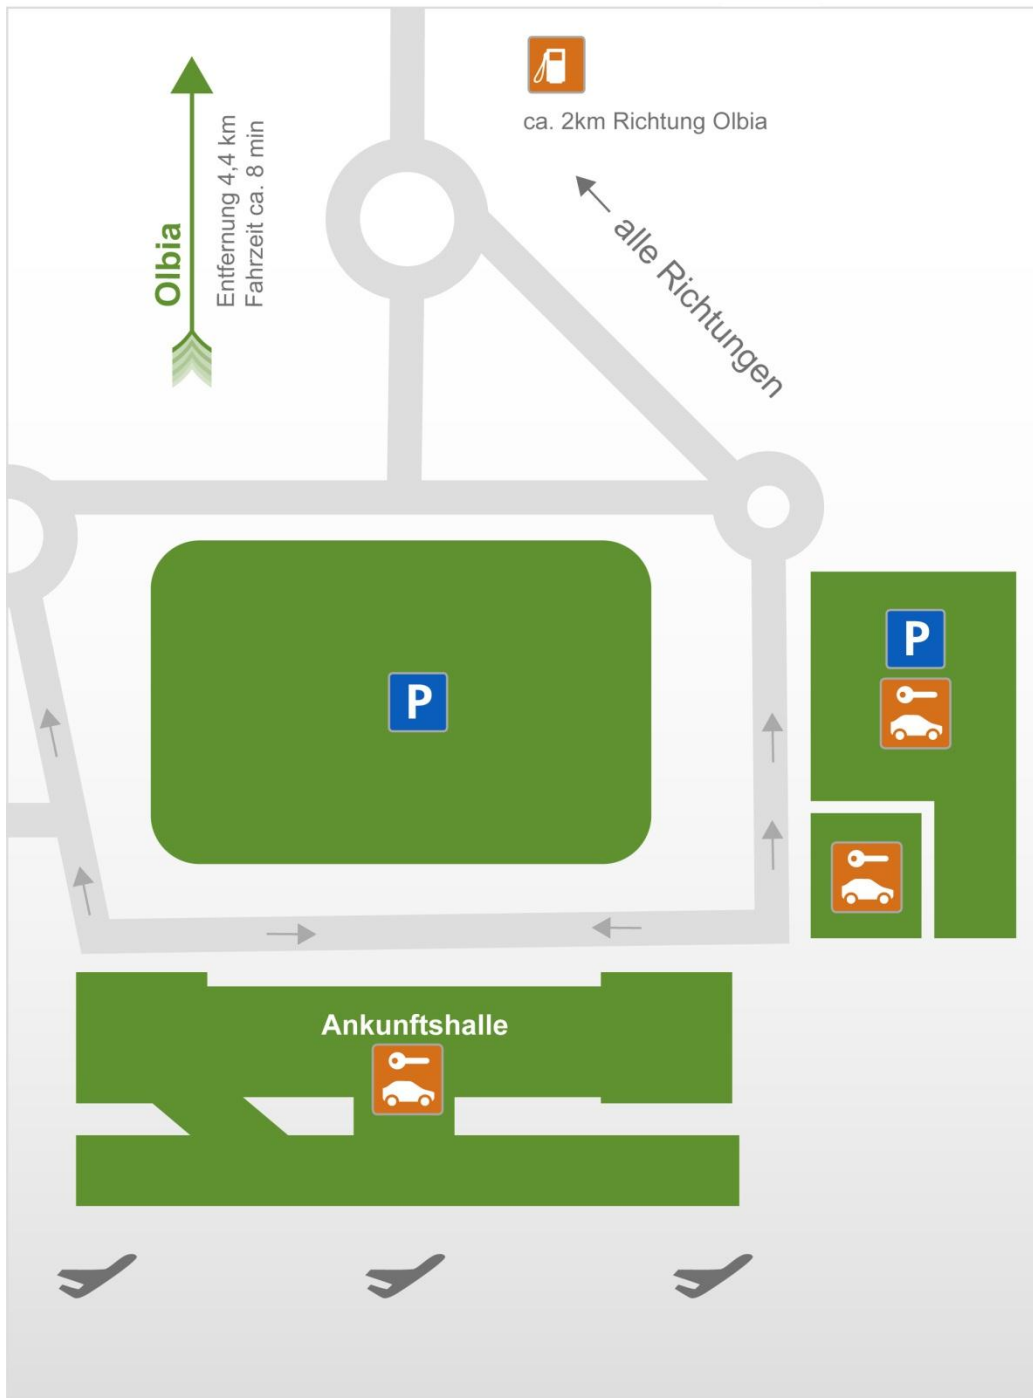 ca. 2km Richtung Olbia
Olbia
Entfernung 4,4 km
Fahrzeit ca. 8 min
alle Richtungen
P
P
Ankunftshalle